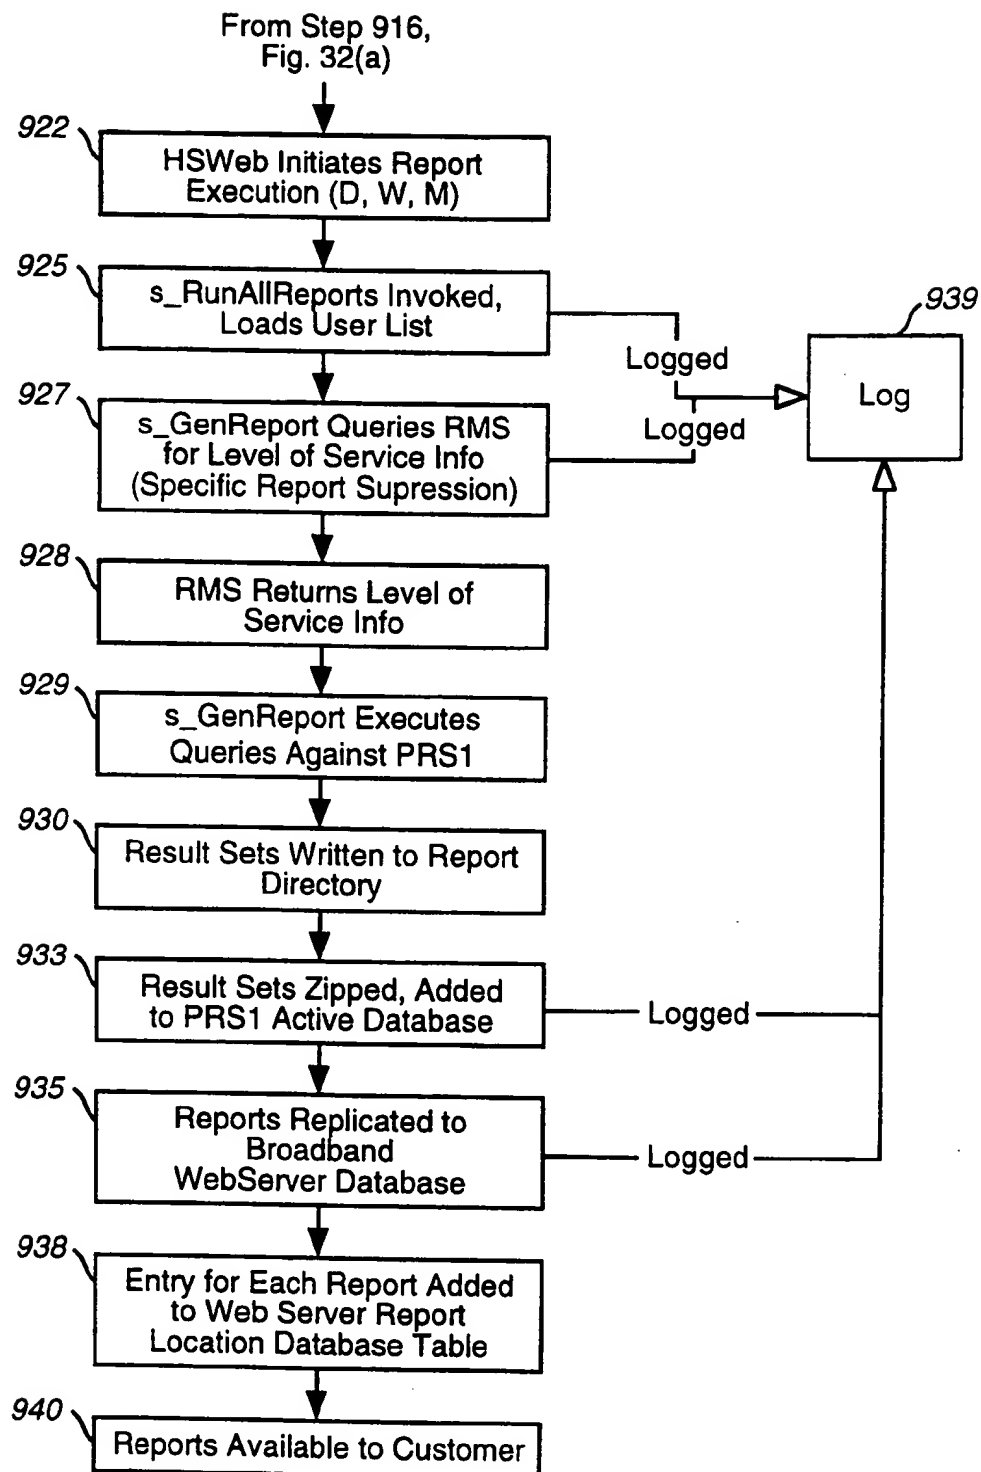 From Step 916,
Fig. 32(a)
922
HSWeb Initiates Report
Execution (D, W, M)
925
s_RunAllReports Invoked,
Loads User List
Logged
939
Log
927
s_GenReport Queries RMS
for Level of Service Info
(Specific Report Supression)
Logged
928
RMS Returns Level of
Service Info
929
s_GenReport Executes
Queries Against PRS1
930
Result Sets Written to Report
Directory
933
Result Sets Zipped, Added
to PRS1 Active Database
Logged
935
Reports Replicated to
Broadband
WebServer Database
Logged
938
Entry for Each Report Added
to Web Server Report
Location Database Table
940
Reports Available to Customer